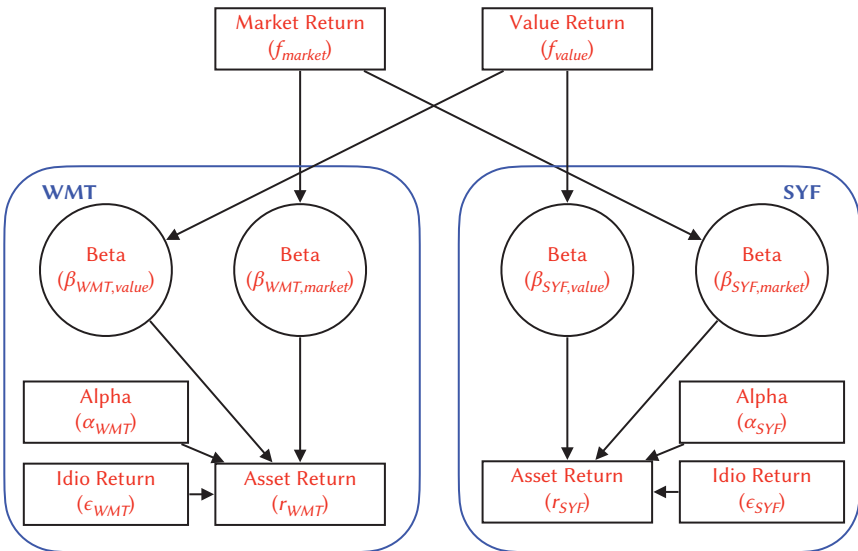 Market Return
(f_market)
Value Return
(f_value)
WMT
Beta
(β_WMT,value)
Beta
(β_WMT,market)
Alpha
(α_WMT)
Idio Return
(ϵ_WMT)
Asset Return
(r_WMT)
SYF
Beta
(β_SYF,value)
Beta
(β_SYF,market)
Alpha
(α_SYF)
Asset Return
(r_SYF)
Idio Return
(ϵ_SYF)